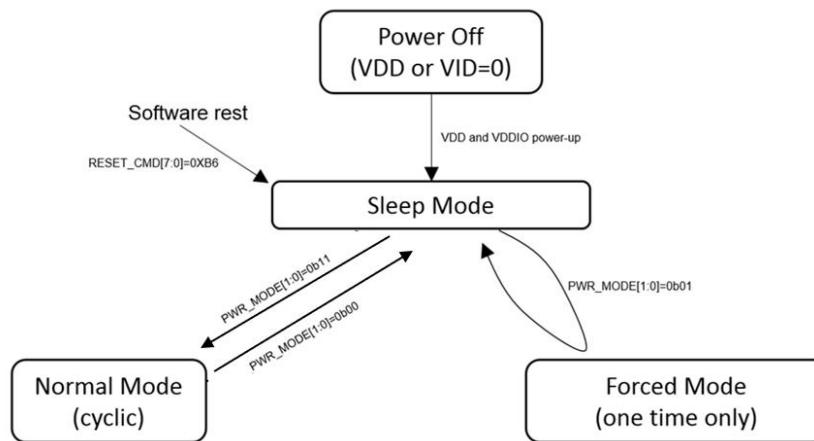 Power Off
(VDD or VID=0)
Software rest
VDD and VDDIO power-up
RESET_CMD[7:0]=0XB6
Sleep Mode
PWR_MODE[1:0]=0b11
PWR_MODE[1:0]=0b00
PWR_MODE[1:0]=0b01
Normal Mode
(cyclic)
Forced Mode
(one time only)